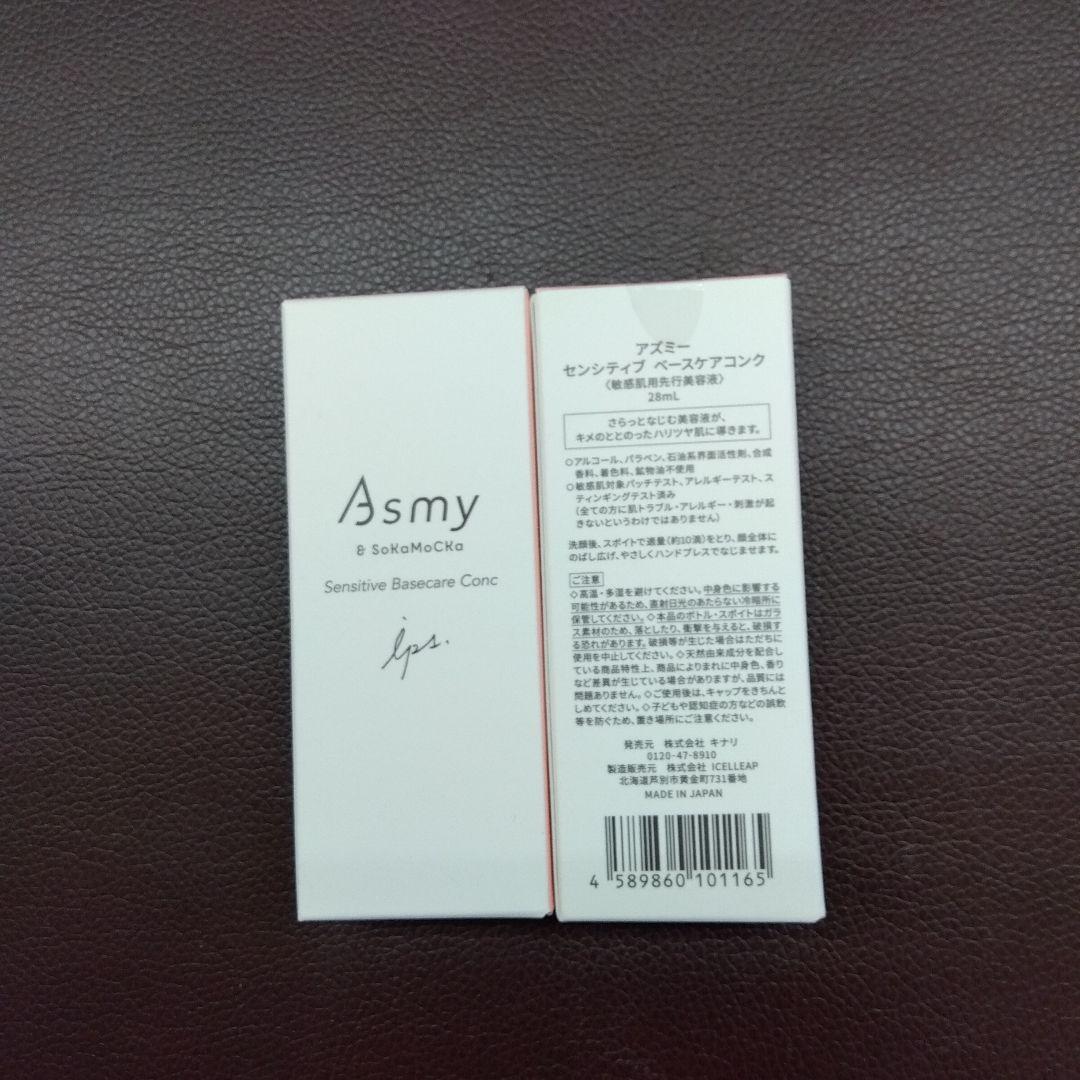 Asmy
& SoKaMoCKa
Sensitive Basecare Conc
ips.
アズミー
センシティブ ベースケアコンク
〈敏感肌用先行美容液〉
28mL
さらっとなじむ美容液が、
キメのととのったハリツヤ肌に導きます。
○アルコール、パラベン、石油系界面活性剤、合成
香料、着色料、鉱物油不使用
○敏感肌対象パッチテスト、アレルギーテスト、ス
ティンギングテスト済み
(全ての方に肌トラブル・アレルギー・刺激が起
きないというわけではありません)
洗顔後、スポイトで適量(約10滴)をとり、顔全体に
のばし広げ、やさしくハンドプレスでなじませます。
ご注意
◇高温・多湿を避けてください。中身色に影響する
可能性があるため、直射日光のあたらない冷暗所に
保管してください。◇本品のボトル・スポイトはガラ
ス素材のため、落としたり、衝撃を与えると、破損す
る恐れがあります。破損等が生じた場合はただちに
使用を中止してください。◇天然由来成分を配合し
ている商品特性上、商品によりまれに中身色、香り
など差異が生じている場合がありますが、品質には
問題ありません。◇ご使用後は、キャップをきちんと
しめてください。◇子どもや認知症の方などの誤飲
等を防ぐため、置き場所にご注意ください。
発売元 株式会社 キナリ
0120-47-8910
製造販売元 株式会社 ICELLEAP
北海道芦別市黄金町731番地
MADE IN JAPAN
4 589860 101165